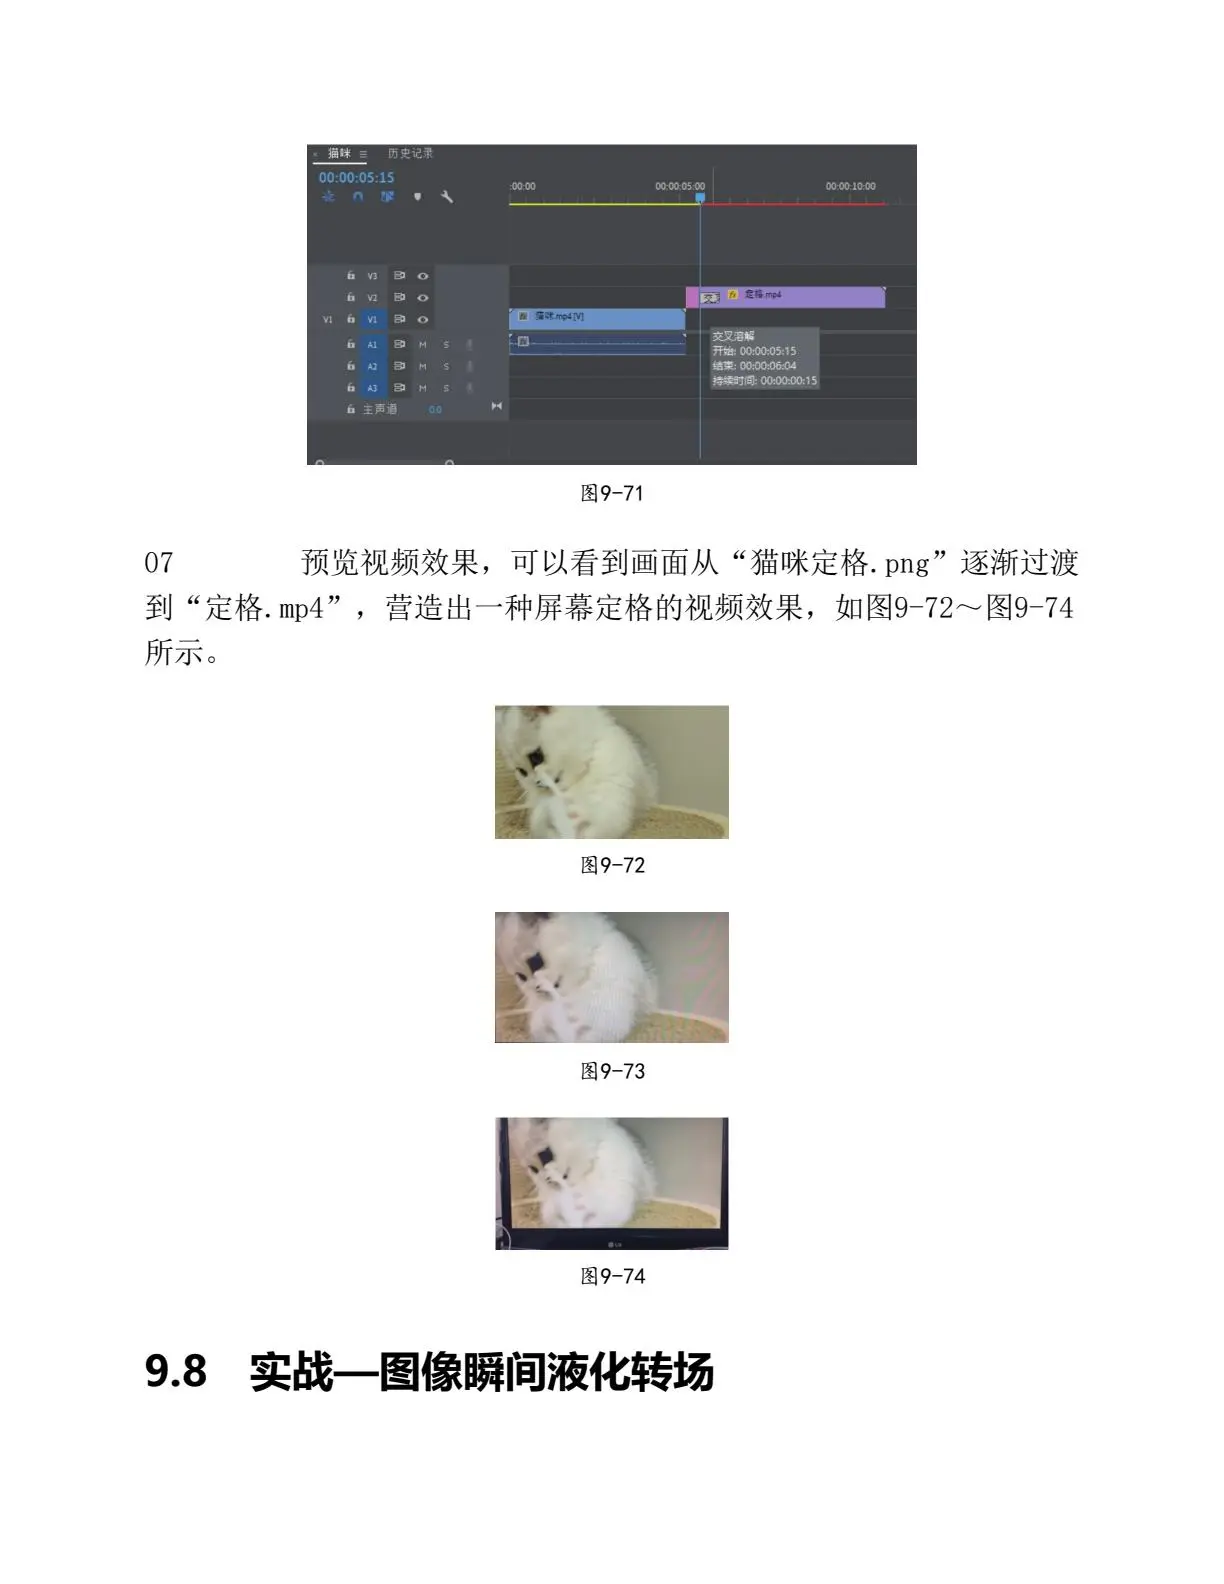 × 猫咪 ≡ 历史记录
00:00:05:15
:00:00 00:00:05:00 00:00:10:00
V3
V2 定格.mp4
V1 V1 猫咪.mp4 [V]
A1 M S
A2 M S
A3 M S
主声道 0.0
交叉溶解
开始: 00:00:05:15
结束: 00:00:06:04
持续时间: 00:00:00:15
图9-71
07 预览视频效果，可以看到画面从“猫咪定格.png”逐渐过渡
到“定格.mp4”，营造出一种屏幕定格的视频效果，如图9-72～图9-74
所示。
图9-72
图9-73
LG
图9-74
9.8 实战—图像瞬间液化转场